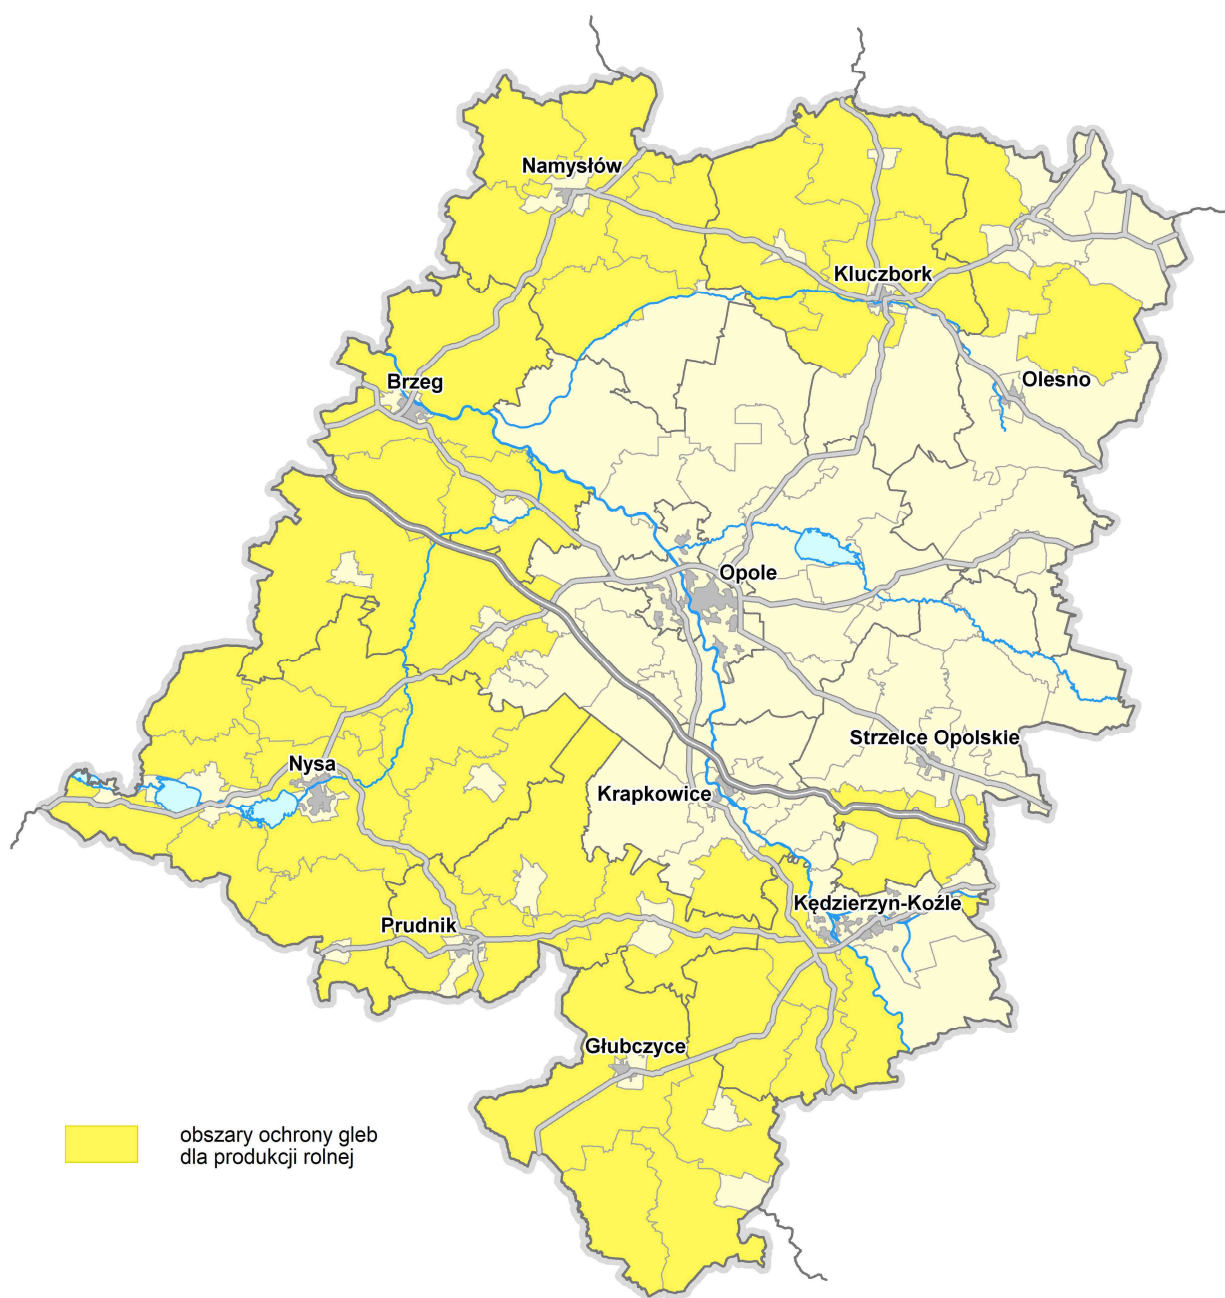 Namysłów
Kluczbork
Brzeg
Olesno
Opole
Strzelce Opolskie
Nysa
Krapkowice
Kędzierzyn-Koźle
Prudnik
Głubczyce
obszary ochrony gleb
dla produkcji rolnej